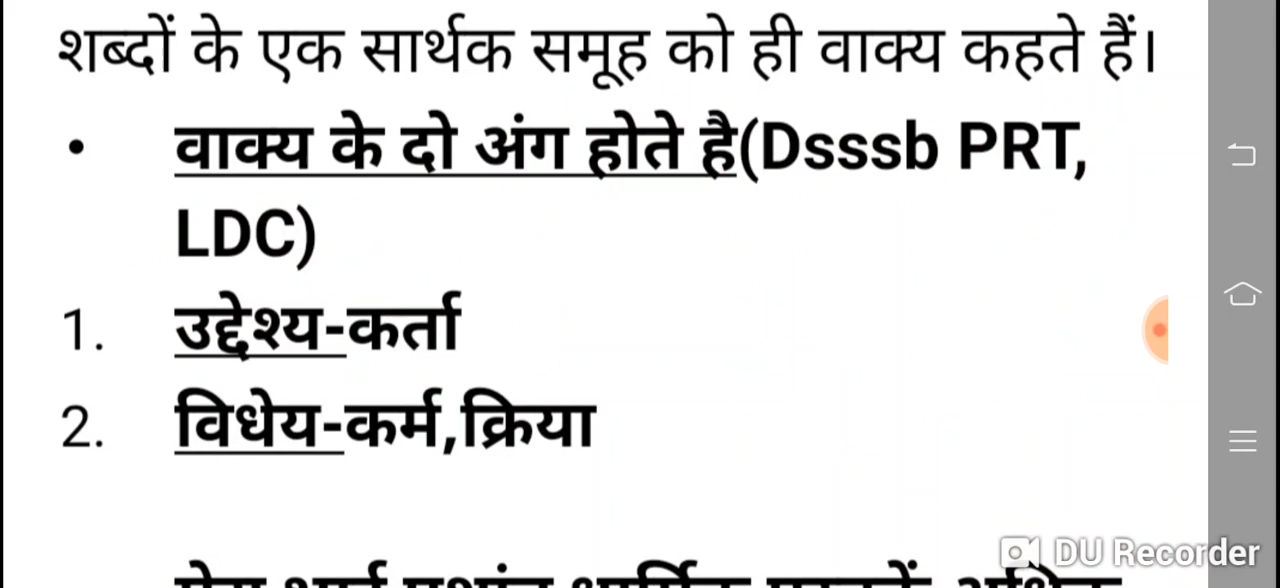 शब्दों के एक सार्थक समूह को ही वाक्य कहते हैं।
• वाक्य के दो अंग होते है(Dsssb PRT,
LDC)
1. उद्देश्य-कर्ता
2. विधेय-कर्म,क्रिया
DU Recorder